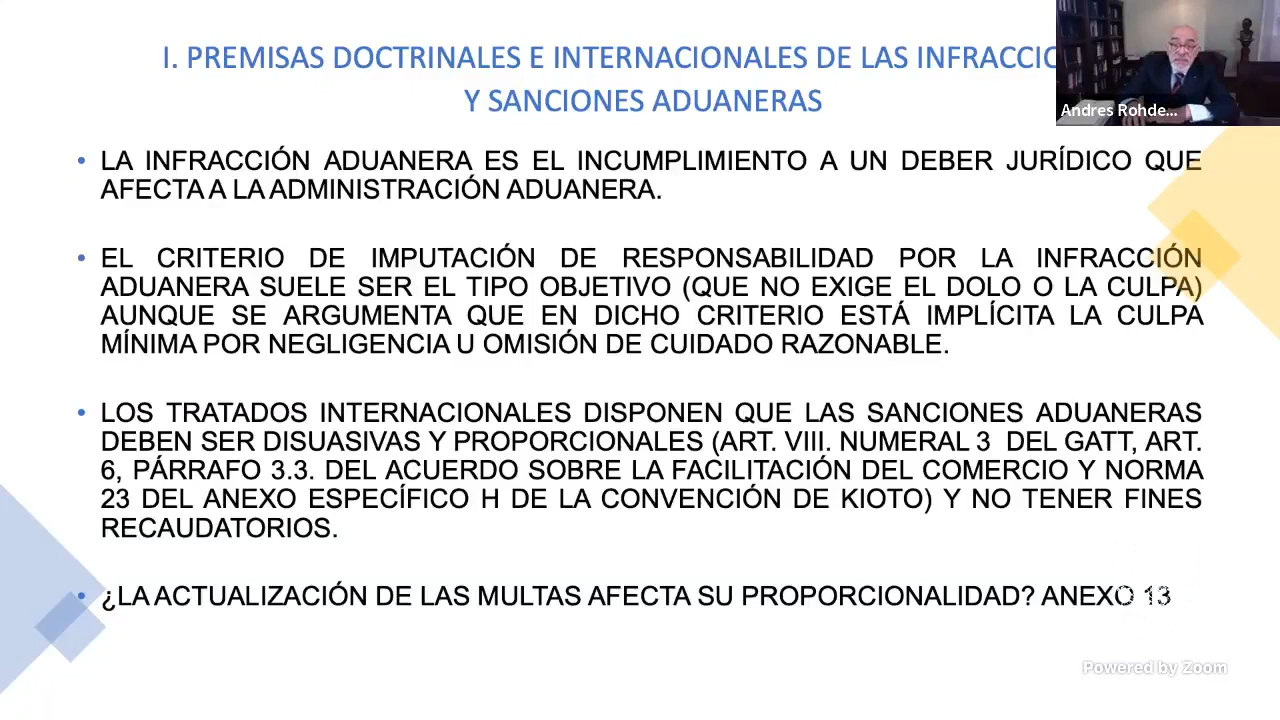 I. PREMISAS DOCTRINALES E INTERNACIONALES DE LAS INFRACCIO
Y SANCIONES ADUANERAS
Andres Rohde...
• LA INFRACCIÓN ADUANERA ES EL INCUMPLIMIENTO A UN DEBER JURÍDICO QUE
AFECTA A LA ADMINISTRACIÓN ADUANERA.
• EL CRITERIO DE IMPUTACIÓN DE RESPONSABILIDAD POR LA INFRACCIÓN
ADUANERA SUELE SER EL TIPO OBJETIVO (QUE NO EXIGE EL DOLO O LA CULPA)
AUNQUE SE ARGUMENTA QUE EN DICHO CRITERIO ESTÁ IMPLÍCITA LA CULPA
MÍNIMA POR NEGLIGENCIA U OMISIÓN DE CUIDADO RAZONABLE.
• LOS TRATADOS INTERNACIONALES DISPONEN QUE LAS SANCIONES ADUANERAS
DEBEN SER DISUASIVAS Y PROPORCIONALES (ART. VIII. NUMERAL 3 DEL GATT, ART.
6, PÁRRAFO 3.3. DEL ACUERDO SOBRE LA FACILITACIÓN DEL COMERCIO Y NORMA
23 DEL ANEXO ESPECÍFICO H DE LA CONVENCIÓN DE KIOTO) Y NO TENER FINES
RECAUDATORIOS.
• ¿LA ACTUALIZACIÓN DE LAS MULTAS AFECTA SU PROPORCIONALIDAD? ANEXO 13
Powered by Zoom